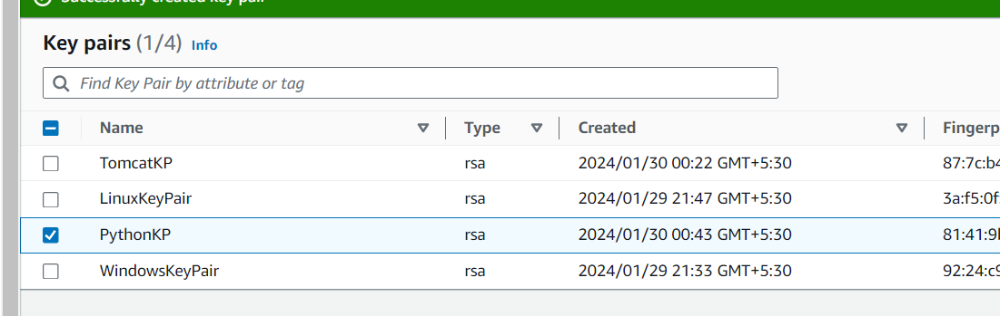 Successfully created key pair
Key pairs (1/4) Info
Find Key Pair by attribute or tag
Name Type Created Fingerp
TomcatKP rsa 2024/01/30 00:22 GMT+5:30 87:7c:b4
LinuxKeyPair rsa 2024/01/29 21:47 GMT+5:30 3a:f5:0f
PythonKP rsa 2024/01/30 00:43 GMT+5:30 81:41:9
WindowsKeyPair rsa 2024/01/29 21:33 GMT+5:30 92:24:c9